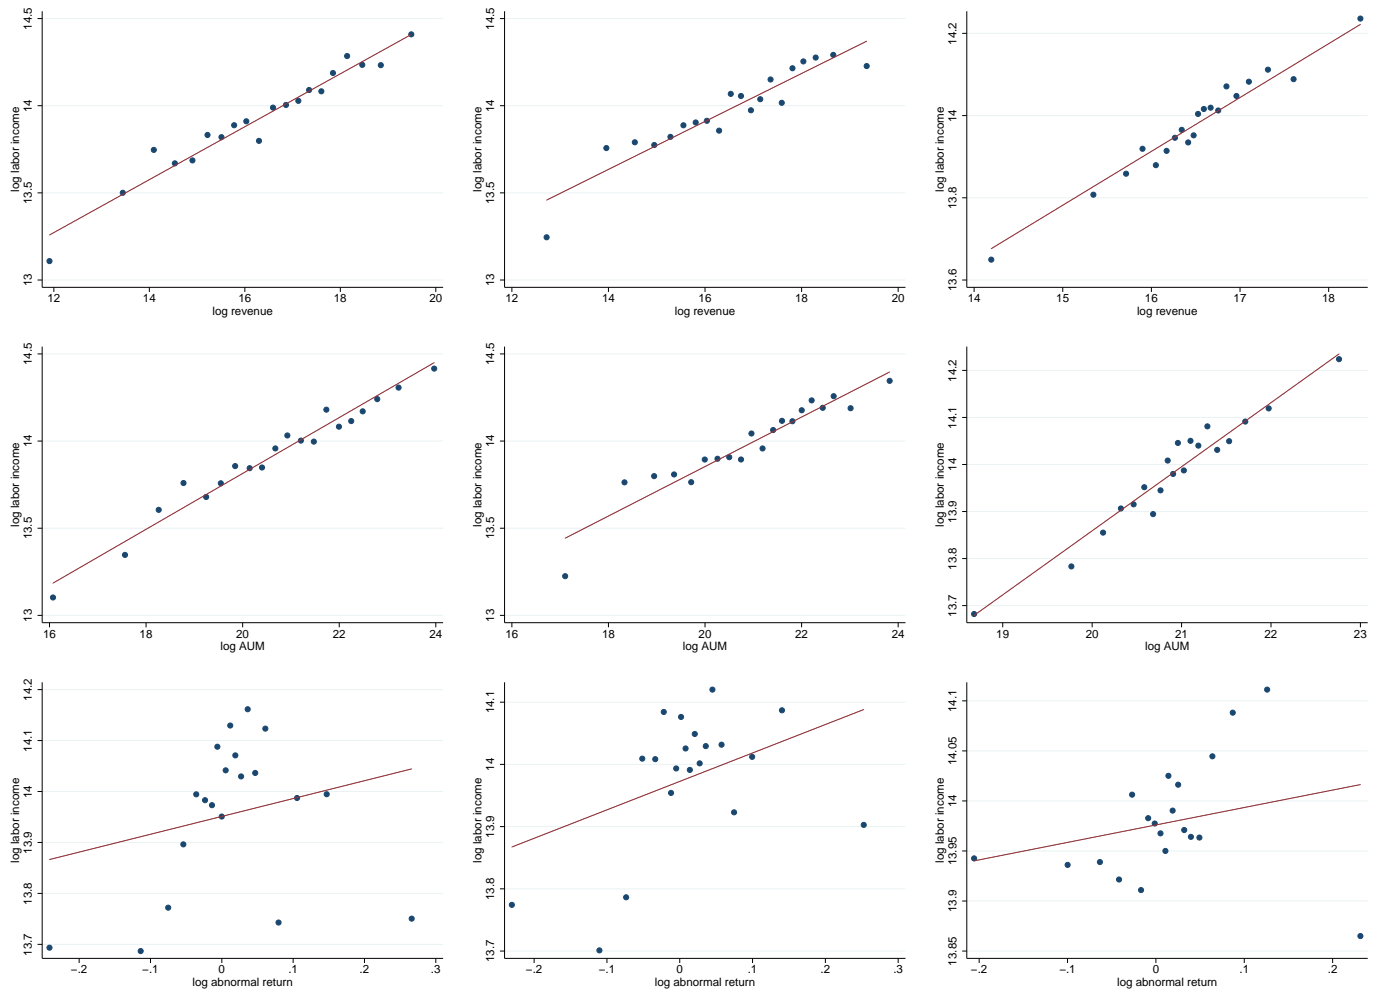 log labor income
13 13.5 14 14.5
12 14 16 18 20
log revenue
log labor income
13 13.5 14 14.5
12 14 16 18 20
log revenue
log labor income
13.6 13.8 14 14.2
14 15 16 17 18
log revenue
log labor income
13 13.5 14 14.5
16 18 20 22 24
log AUM
log labor income
13 13.5 14 14.5
16 18 20 22 24
log AUM
log labor income
13.7 13.8 13.9 14 14.1 14.2
19 20 21 22 23
log AUM
log labor income
13.7 13.8 13.9 14 14.1 14.2
−.2 −.1 0 .1 .2 .3
log abnormal return
log labor income
13.7 13.8 13.9 14 14.1
−.2 −.1 0 .1 .2 .3
log abnormal return
log labor income
13.85 13.9 13.95 14 14.05 14.1
−.2 −.1 0 .1 .2
log abnormal return